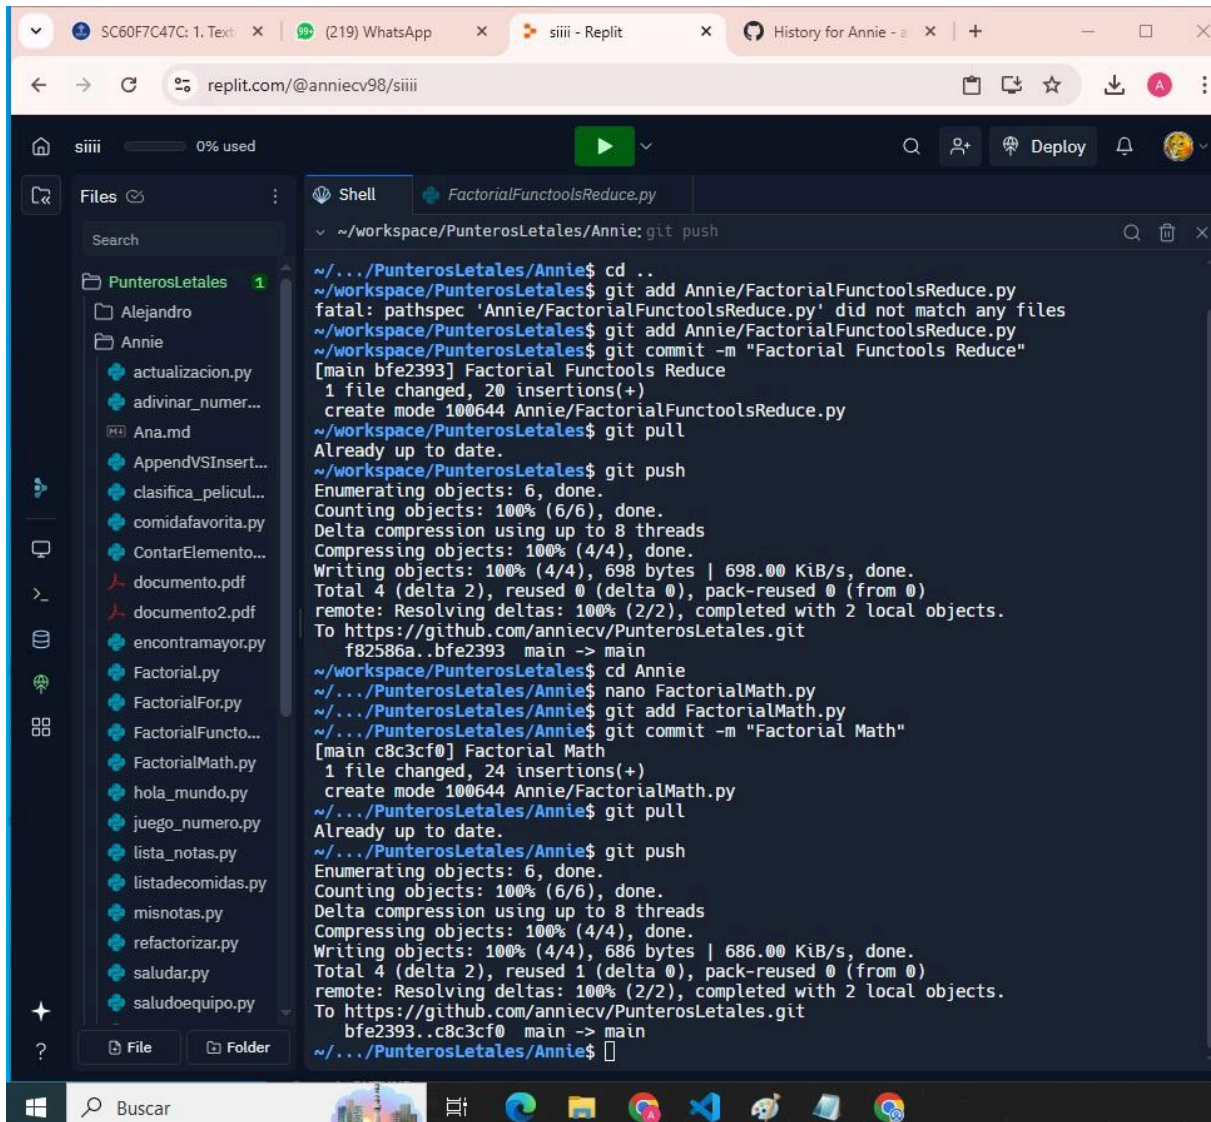 SC60F7C47C: 1. Text
(219) WhatsApp
siiii - Replit
History for Annie - a
replit.com/@anniecv98/siiii
A
siiii
0% used
Deploy
Files
Shell
FactorialFunctoolsReduce.py
Search
~/workspace/PunterosLetales/Annie: git push
PunterosLetales 1
Alejandro
Annie
actualizacion.py
adivinar_numer...
Ana.md
AppendVSInsert...
clasifica_pelicul...
comidafavorita.py
ContarElemento...
documento.pdf
documento2.pdf
encontramayor.py
Factorial.py
FactorialFor.py
FactorialFuncto...
FactorialMath.py
hola_mundo.py
juego_numero.py
lista_notas.py
listadecomidas.py
misnotas.py
refactorizar.py
saludar.py
saludoequipo.py
File
Folder
~/.../PunterosLetales/Annie$ cd ..
~/workspace/PunterosLetales$ git add Annie/FactorialFunctoolsReduce.py
fatal: pathspec 'Annie/FactorialFunctoolsReduce.py' did not match any files
~/workspace/PunterosLetales$ git add Annie/FactorialFunctoolsReduce.py
~/workspace/PunterosLetales$ git commit -m "Factorial Functools Reduce"
[main bfe2393] Factorial Functools Reduce
1 file changed, 20 insertions(+)
create mode 100644 Annie/FactorialFunctoolsReduce.py
~/workspace/PunterosLetales$ git pull
Already up to date.
~/workspace/PunterosLetales$ git push
Enumerating objects: 6, done.
Counting objects: 100% (6/6), done.
Delta compression using up to 8 threads
Compressing objects: 100% (4/4), done.
Writing objects: 100% (4/4), 698 bytes | 698.00 KiB/s, done.
Total 4 (delta 2), reused 0 (delta 0), pack-reused 0 (from 0)
remote: Resolving deltas: 100% (2/2), completed with 2 local objects.
To https://github.com/anniecv/PunterosLetales.git
f82586a..bfe2393 main -> main
~/workspace/PunterosLetales$ cd Annie
~/.../PunterosLetales/Annie$ nano FactorialMath.py
~/.../PunterosLetales/Annie$ git add FactorialMath.py
~/.../PunterosLetales/Annie$ git commit -m "Factorial Math"
[main c8c3cf0] Factorial Math
1 file changed, 24 insertions(+)
create mode 100644 Annie/FactorialMath.py
~/.../PunterosLetales/Annie$ git pull
Already up to date.
~/.../PunterosLetales/Annie$ git push
Enumerating objects: 6, done.
Counting objects: 100% (6/6), done.
Delta compression using up to 8 threads
Compressing objects: 100% (4/4), done.
Writing objects: 100% (4/4), 686 bytes | 686.00 KiB/s, done.
Total 4 (delta 2), reused 1 (delta 0), pack-reused 0 (from 0)
remote: Resolving deltas: 100% (2/2), completed with 2 local objects.
To https://github.com/anniecv/PunterosLetales.git
bfe2393..c8c3cf0 main -> main
~/.../PunterosLetales/Annie$
Buscar